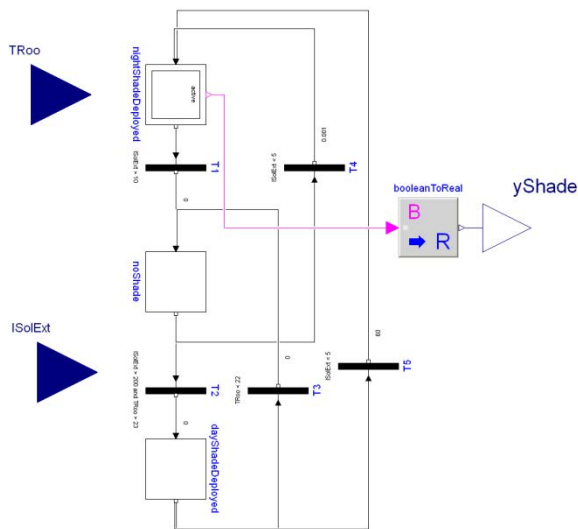 TRoo
nightShadeDeployed
active
0.001
ISolExt > 10
T1
ISolExt < 5
T4
booleanToReal
yShade
B
R
0
noShade
ISolExt
60
0
ISolExt < 5
T5
ISolExt > 200 and TRoo > 23
T2
TRoo < 22
T3
0
dayShadeDeployed